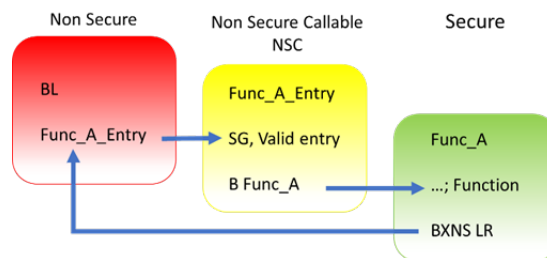 Non Secure
BL
Func_A_Entry
Non Secure Callable
NSC
Func_A_Entry
SG, Valid entry
B Func_A
Secure
Func_A
...; Function
BXNS LR